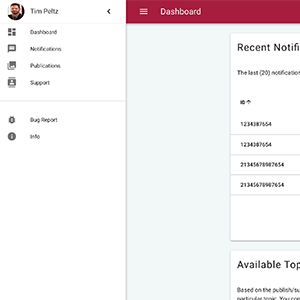 Tim Peltz
Dashboard
Notifications
Publications
Support
Bug Report
Info
Dashboard
Recent Notifi
The last (20) notification
ID
1234387654
1234387654
21345678987654
21345678987654
Available Top
Based on the publish/su
particular topic. You con